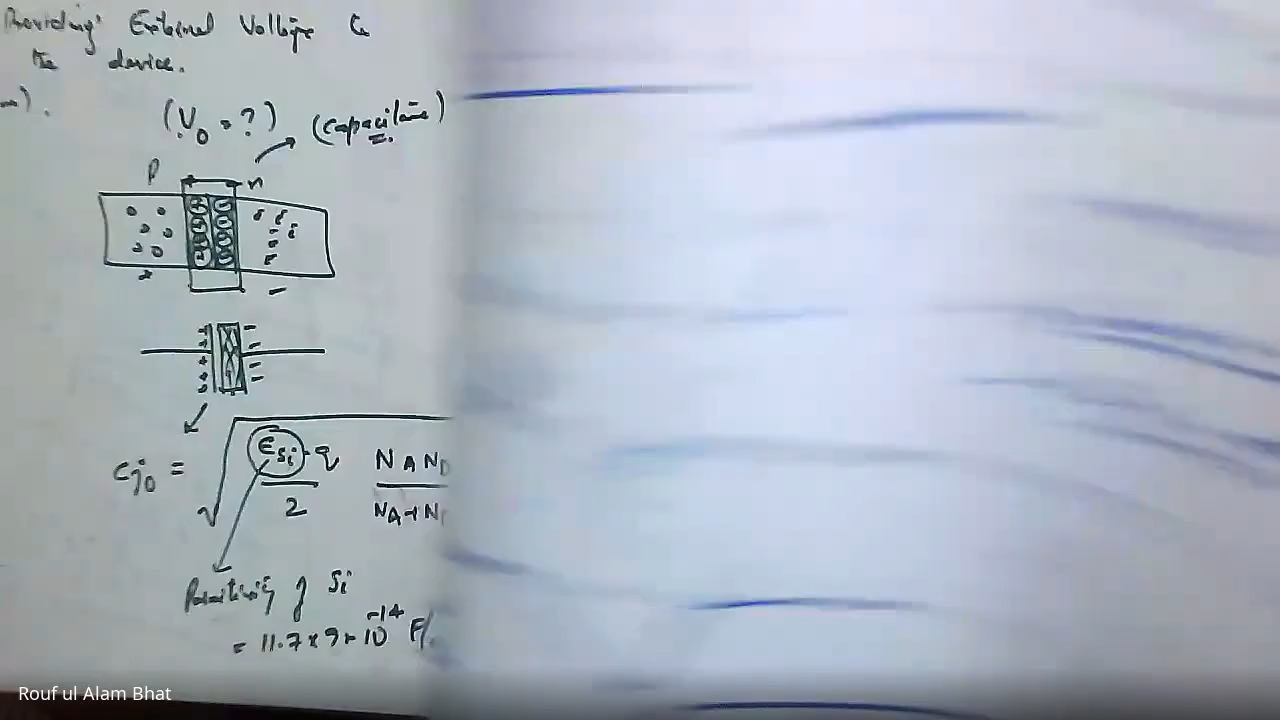 Providing External Voltage to
the device.
(V0 = ?) (Capacitance)
P n
Cj0 = √ ϵSi · q / 2 NA ND / NA + N
Permittivity of Si
= 11.7 × 9 × 10^-14 F/
Rouf ul Alam Bhat